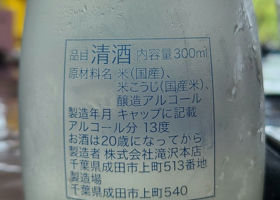 品目 清酒 内容量300ml
原材料名 米(国産)、
米こうじ(国産米)、
醸造アルコール
製造年月 キャップに記載
アルコール分 13度
お酒は20歳になってから
製造者 株式会社滝沢本店
千葉県成田市上町513番地
製造場
千葉県成田市上町540